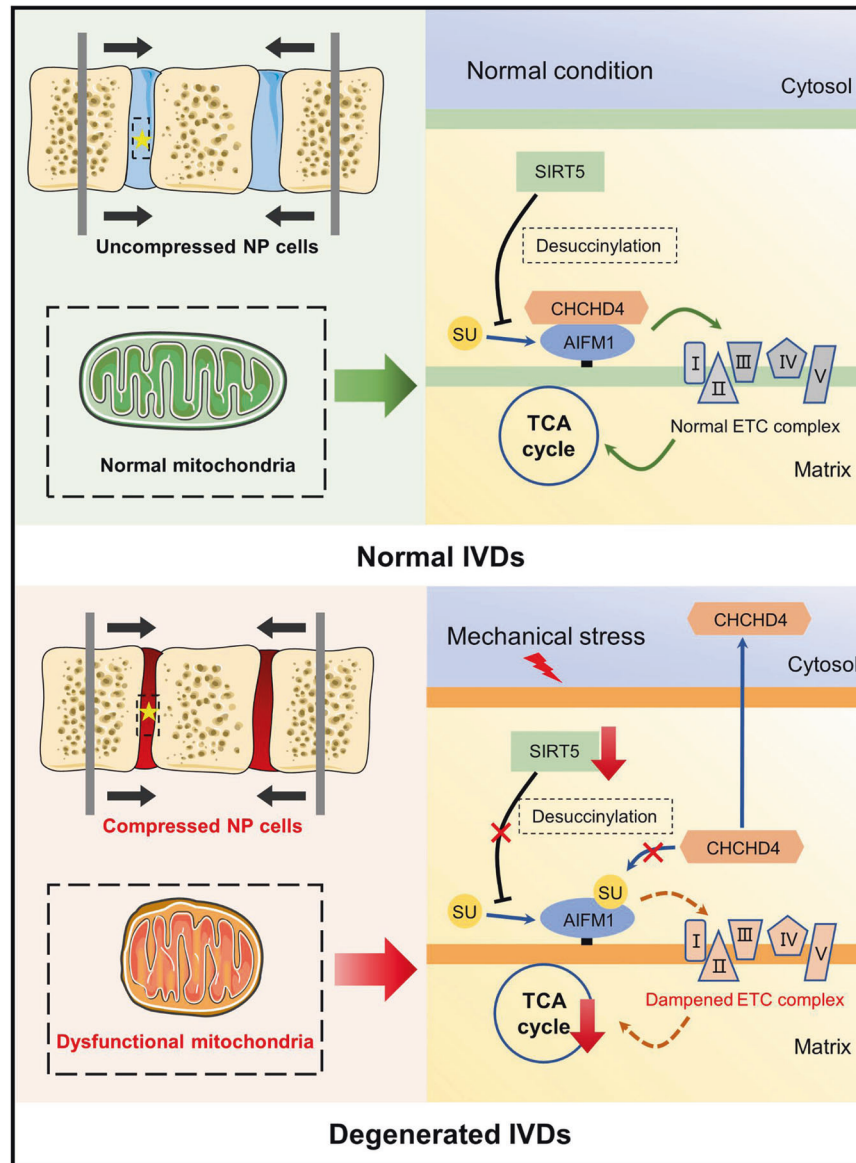 Normal condition
Cytosol
SIRT5
Uncompressed NP cells
Desuccinylation
CHCHD4
SU
AIFM1
I
II
III
IV
V
TCA
cycle
Normal ETC complex
Normal mitochondria
Matrix
Normal IVDs
CHCHD4
Mechanical stress
Cytosol
SIRT5
Compressed NP cells
Desuccinylation
CHCHD4
SU
SU
AIFM1
I
II
III
IV
V
Dampened ETC complex
TCA
cycle
Dysfunctional mitochondria
Matrix
Degenerated IVDs